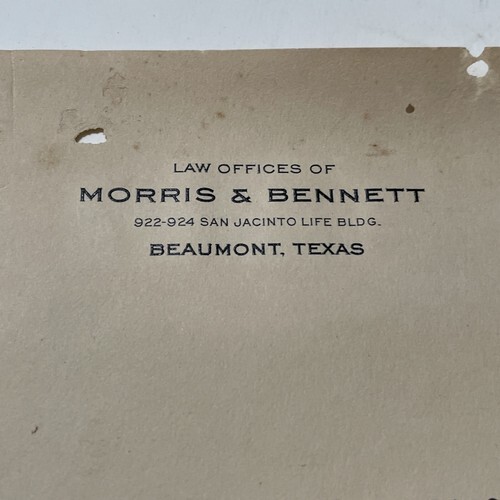 LAW OFFICES OF
MORRIS & BENNETT
922-924 SAN JACINTO LIFE BLDG.
BEAUMONT, TEXAS